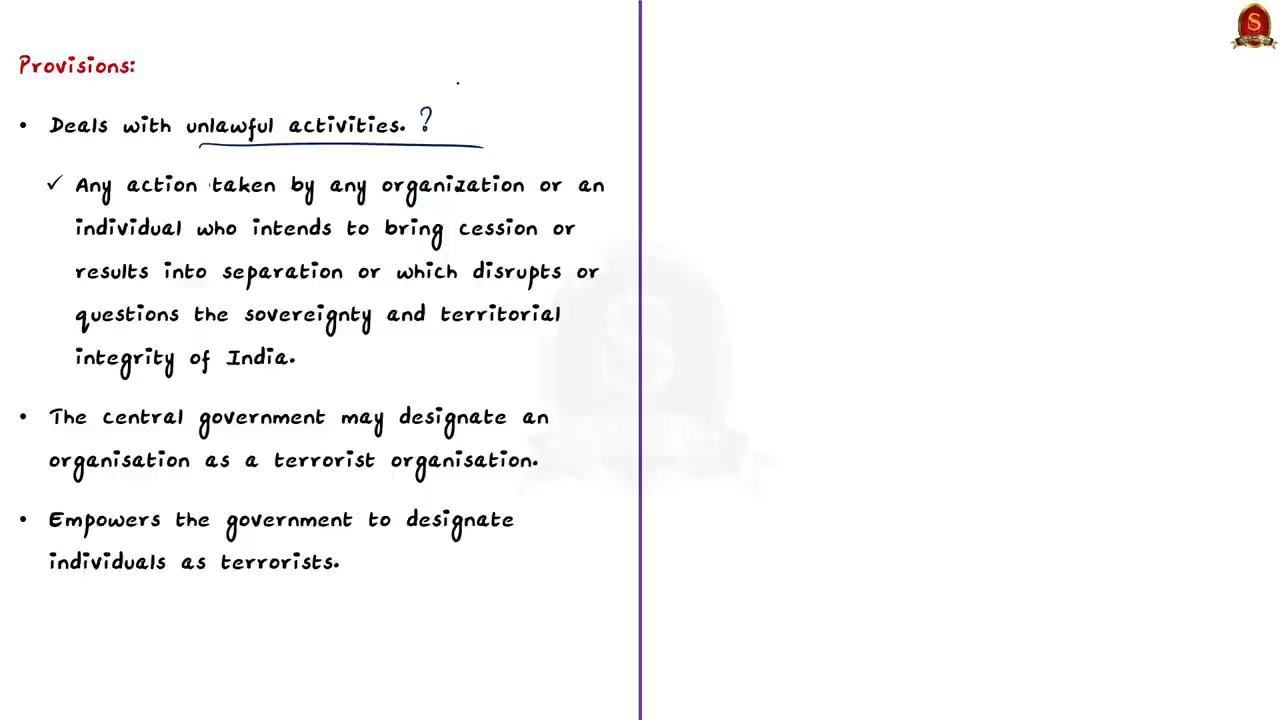 Provisions:
• Deals with unlawful activities. ?
✓ Any action taken by any organization or an
individual who intends to bring cession or
results into separation or which disrupts or
questions the sovereignty and territorial
integrity of India.
• The central government may designate an
organisation as a terrorist organisation.
• Empowers the government to designate
individuals as terrorists.
S
S